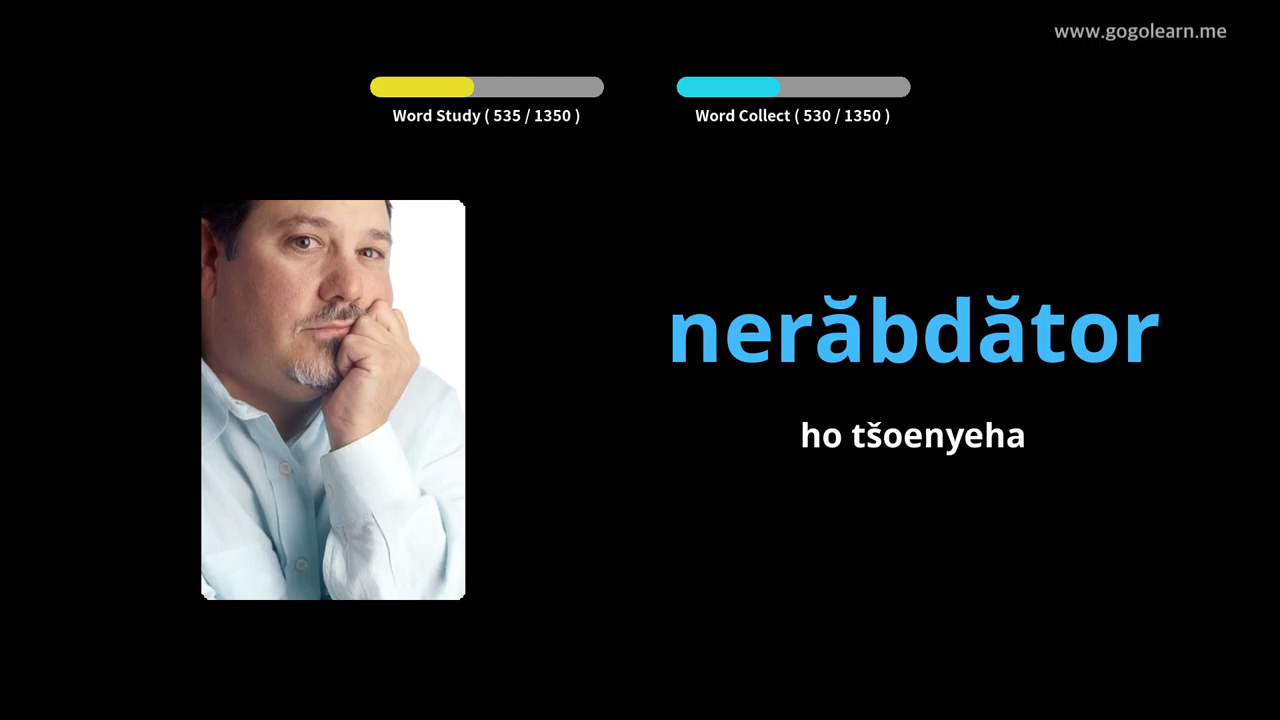 www.gogolearn.me
Word Study ( 535 / 1350 )
Word Collect ( 530 / 1350 )
nerăbdător
ho tšoenyeha